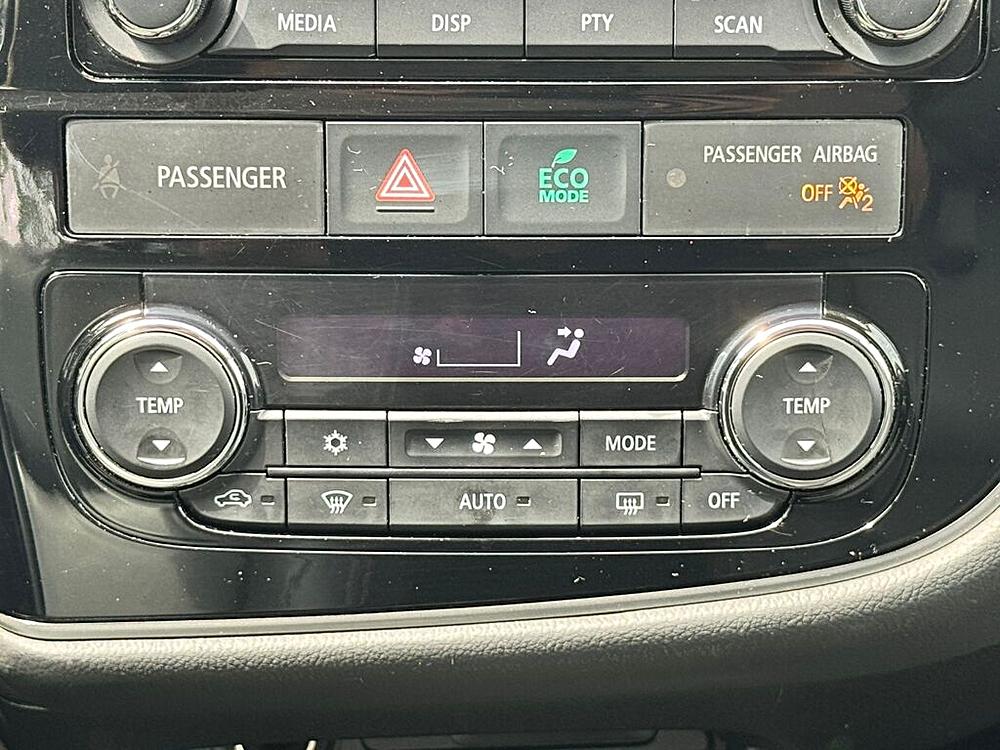 MEDIA DISP PTY SCAN
PASSENGER
ECO
MODE
PASSENGER AIRBAG
OFF 2
TEMP
TEMP
MODE
AUTO
OFF